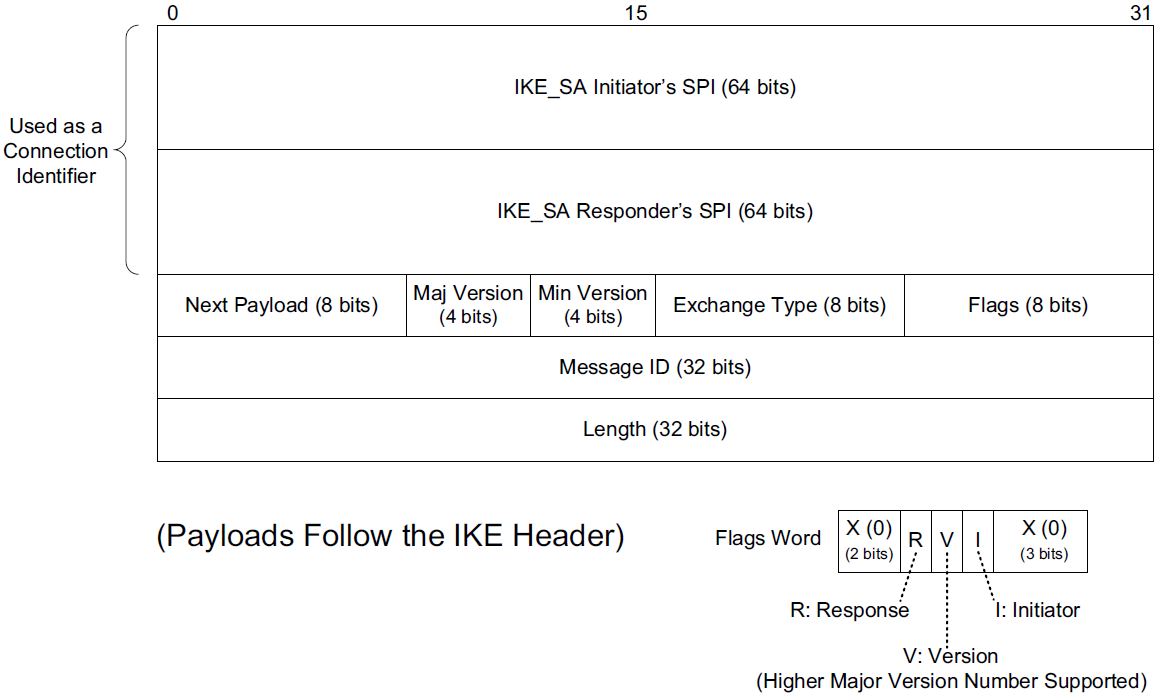 0 15 31
IKE_SA Initiator's SPI (64 bits)
Used as a
Connection
Identifier
IKE_SA Responder's SPI (64 bits)
Next Payload (8 bits)
Maj Version
(4 bits)
Min Version
(4 bits)
Exchange Type (8 bits)
Flags (8 bits)
Message ID (32 bits)
Length (32 bits)
(Payloads Follow the IKE Header)
Flags Word
X (0)
(2 bits)
R
V
I
X (0)
(3 bits)
R: Response
I: Initiator
V: Version
(Higher Major Version Number Supported)